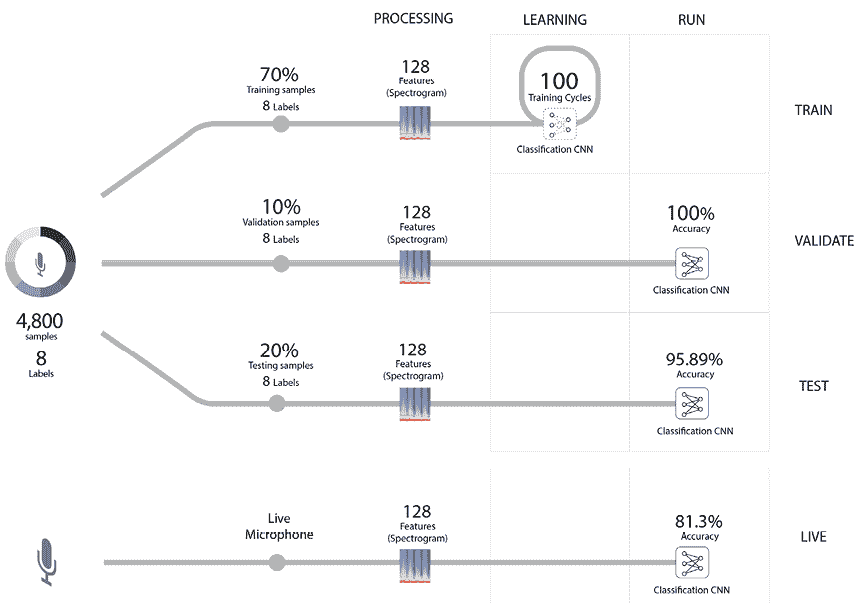 PROCESSING
LEARNING
RUN
70%
Training samples
8 Labels
128
Features
(Spectrogram)
100
Training Cycles
Classification CNN
TRAIN
10%
Validation samples
8 Labels
128
Features
(Spectrogram)
100%
Accuracy
Classification CNN
VALIDATE
4,800
samples
8
Labels
20%
Testing samples
8 Labels
128
Features
(Spectrogram)
95.89%
Accuracy
Classification CNN
TEST
Live
Microphone
128
Features
(Spectrogram)
81.3%
Accuracy
Classification CNN
LIVE